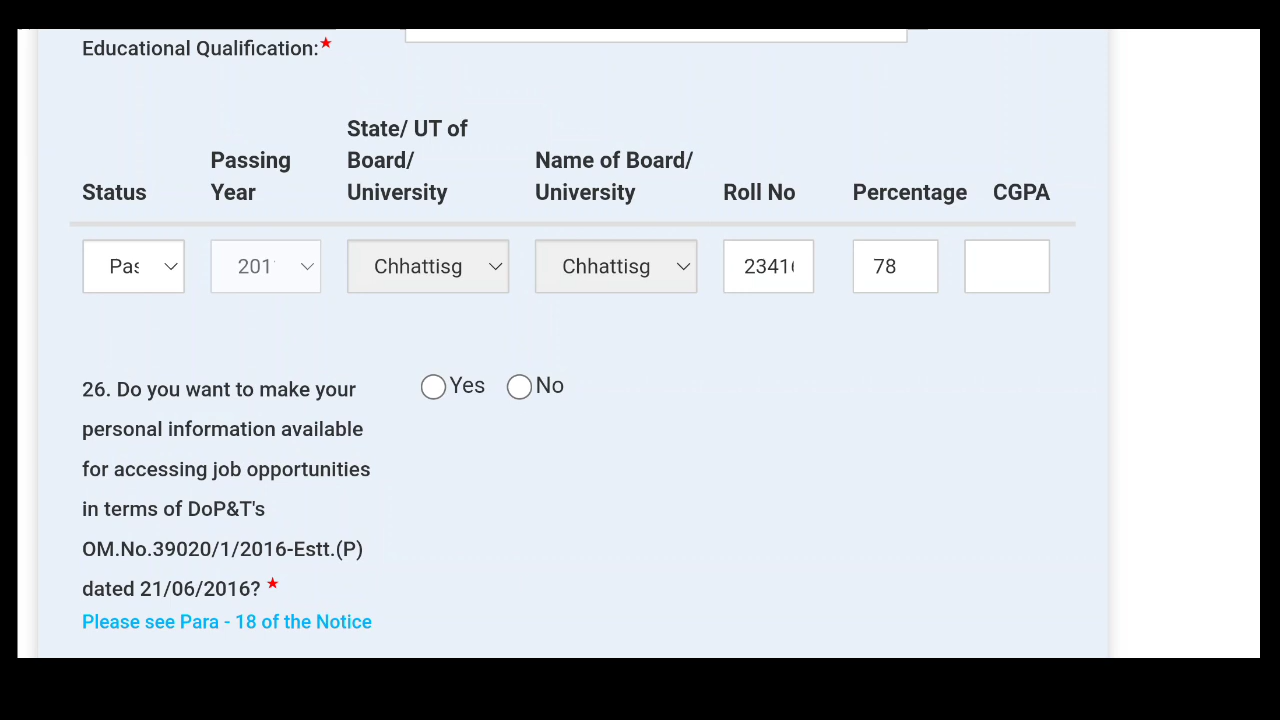 Educational Qualification:*
Status
Passing Year
State/ UT of Board/ University
Name of Board/ University
Roll No
Percentage
CGPA
Pas
201
Chhattisg
Chhattisg
2341
78
26. Do you want to make your
personal information available
for accessing job opportunities
in terms of DoP&T's
OM.No.39020/1/2016-Estt.(P)
dated 21/06/2016? *
Please see Para - 18 of the Notice
Yes No